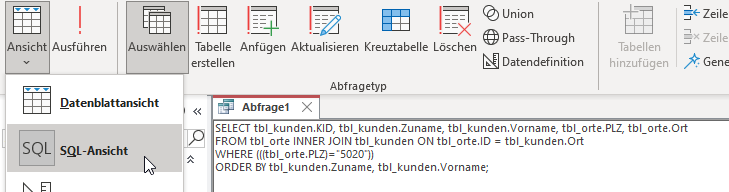 Ansicht
Ausführen
Auswählen
Tabelle
erstellen
Anfügen
Aktualisieren
Kreuztabelle
Löschen
Union
Pass-Through
Datendefinition
Tabellen
hinzufügen
Zeile
Zeile
Gene
Abfragetyp
Datenblattansicht
SQL SQL-Ansicht
Abfrage1
SELECT tbl_kunden.KID, tbl_kunden.Zuname, tbl_kunden.Vorname, tbl_orte.PLZ, tbl_orte.Ort
FROM tbl_orte INNER JOIN tbl_kunden ON tbl_orte.ID = tbl_kunden.Ort
WHERE (((tbl_orte.PLZ)="5020"))
ORDER BY tbl_kunden.Zuname, tbl_kunden.Vorname;